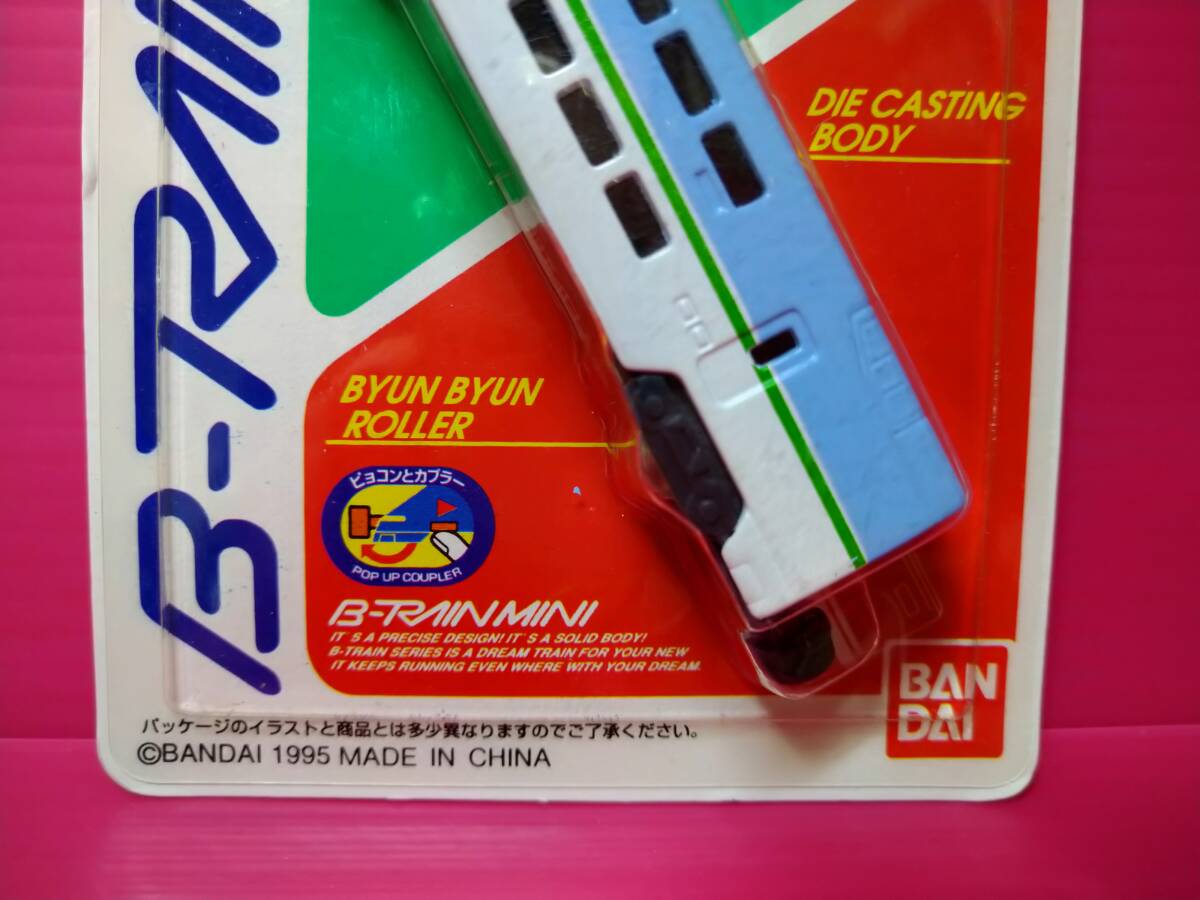 B-TRAIN
DIE CASTING
BODY
BYUN BYUN
ROLLER
ピョコンとカプラー
POP UP COUPLER
B-TRAIN MINI
IT'S A PRECISE DESIGN! IT'S A SOLID BODY!
B-TRAIN SERIES IS A DREAM TRAIN FOR YOUR NEW
IT KEEPS RUNNING EVEN WHERE WITH YOUR DREAM.
BAN
DAI
パッケージのイラストと商品とは多少異なりますのでご了承ください。
©BANDAI 1995 MADE IN CHINA